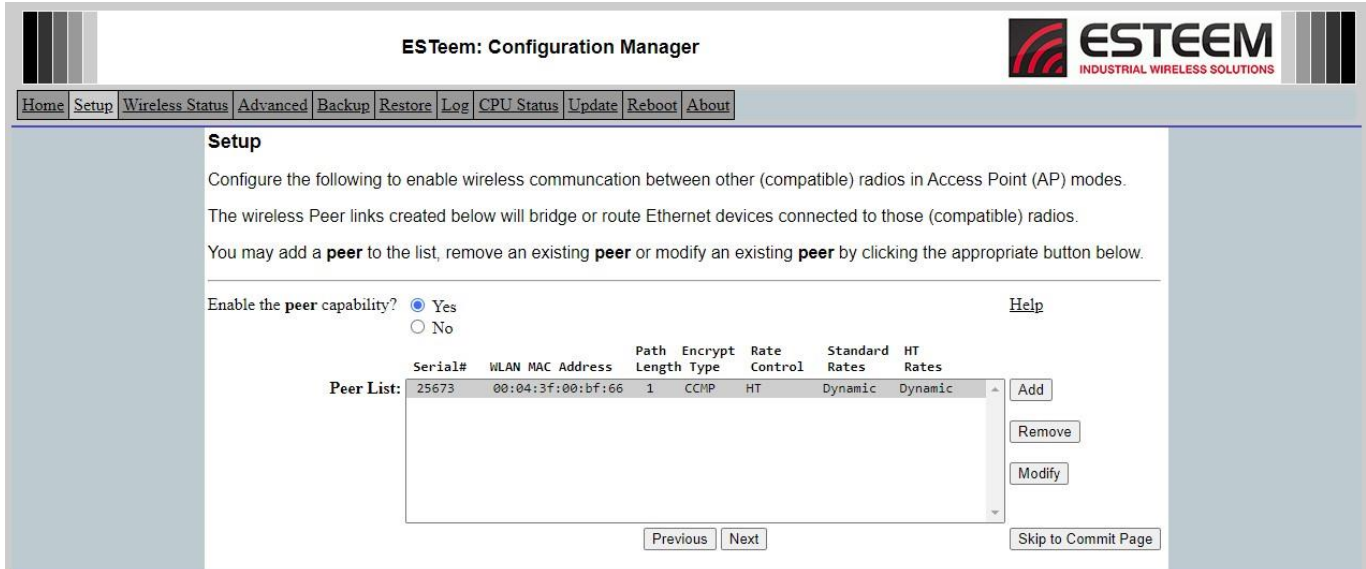 ESTeem: Configuration Manager
ESTEEM
INDUSTRIAL WIRELESS SOLUTIONS
Home Setup Wireless Status Advanced Backup Restore Log CPU Status Update Reboot About
Setup
Configure the following to enable wireless communcation between other (compatible) radios in Access Point (AP) modes.
The wireless Peer links created below will bridge or route Ethernet devices connected to those (compatible) radios.
You may add a peer to the list, remove an existing peer or modify an existing peer by clicking the appropriate button below.
Enable the peer capability? Yes Help
No
Path Encrypt Rate Standard HT
Serial# WLAN MAC Address Length Type Control Rates Rates
Peer List: 25673 00:04:3f:00:bf:66 1 CCMP HT Dynamic Dynamic Add
Remove
Modify
Previous Next Skip to Commit Page